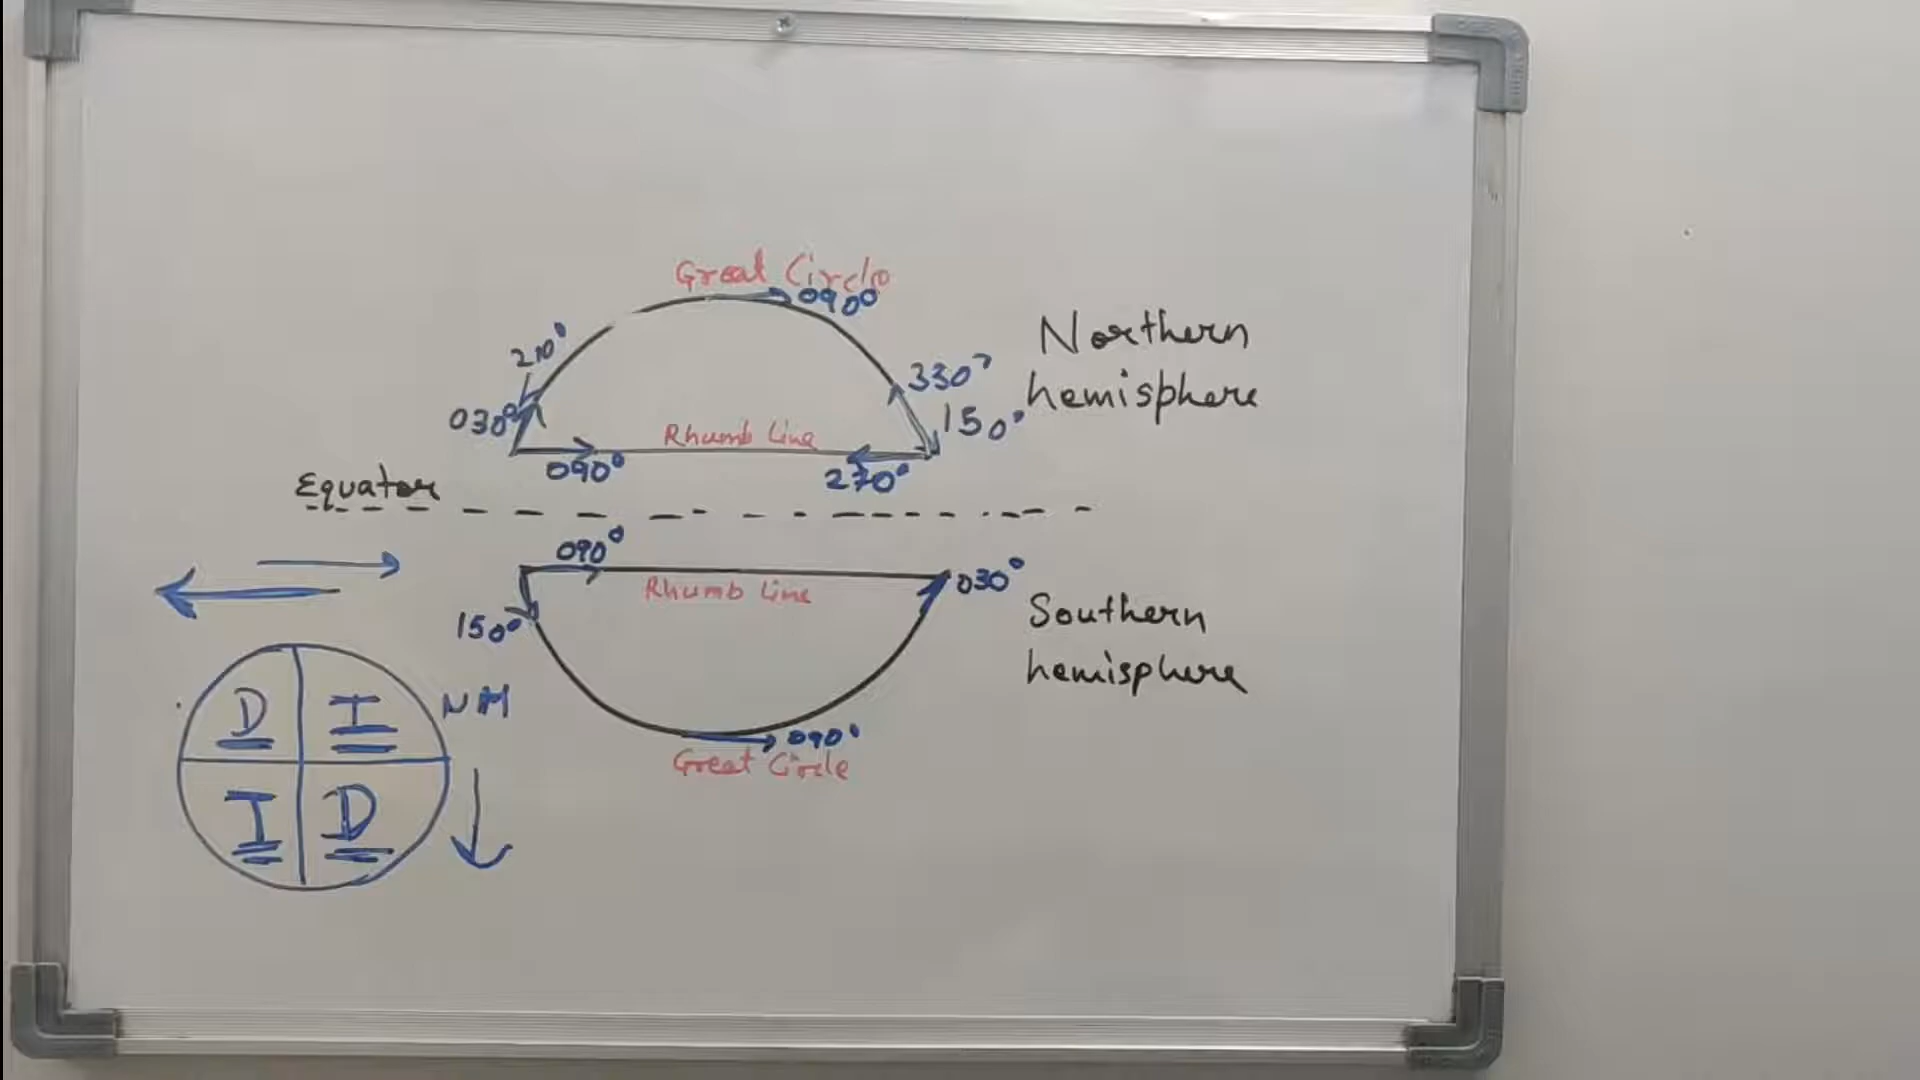 Great Circle
090°
210°
330°
030°
150°
Northern
hemisphere
Rhumb Line
090°
270°
Equator
090°
030°
Rhumb Line
150°
Southern
hemisphere
D
I
NM
I
D
090°
Great Circle